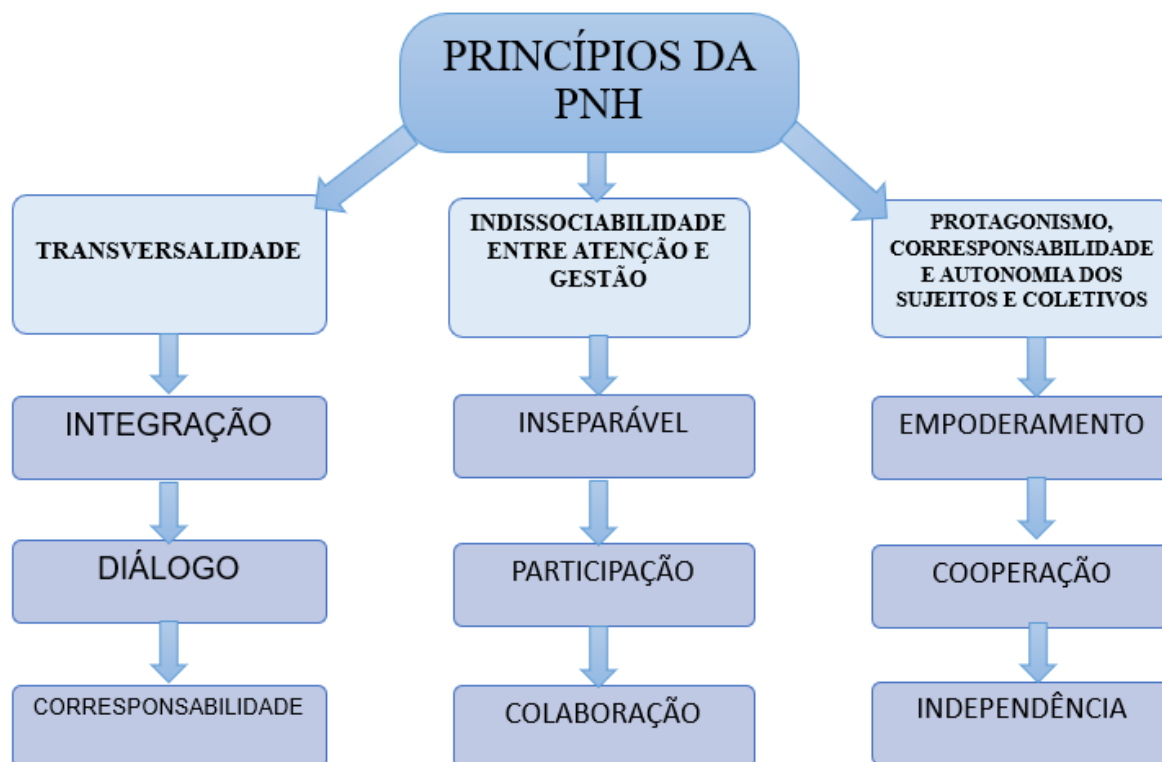 PRINCÍPIOS DA
PNH
TRANSVERSALIDADE
INTEGRAÇÃO
DIÁLOGO
CORRESPONSABILIDADE
INDISSOCIABILIDADE
ENTRE ATENÇÃO E
GESTÃO
INSEPARÁVEL
PARTICIPAÇÃO
COLABORAÇÃO
PROTAGONISMO,
CORRESPONSABILIDADE
E AUTONOMIA DOS
SUJEITOS E COLETIVOS
EMPODERAMENTO
COOPERAÇÃO
INDEPENDÊNCIA